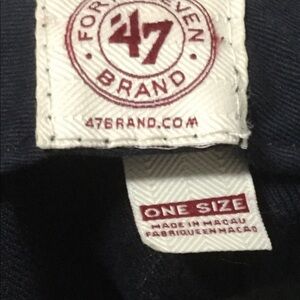 FORTY SEVEN
'47
BRAND
47BRAND.COM
ONE SIZE
MADE IN MACAU
FABRIQUE EN MACAO